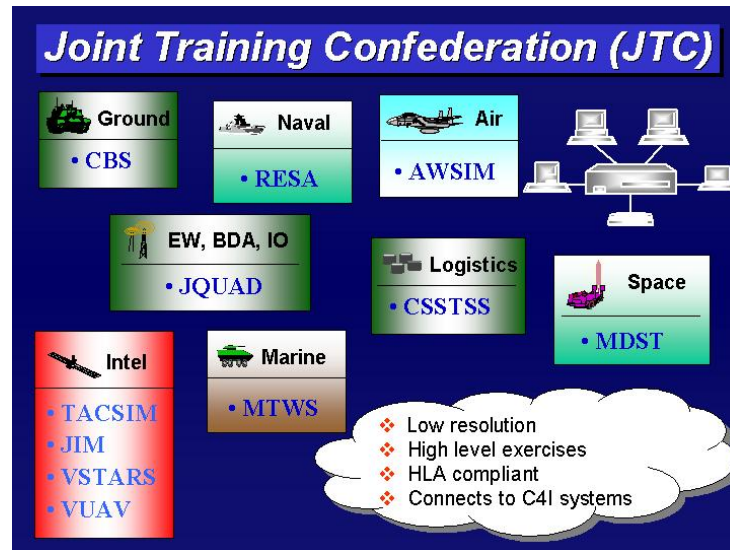 Joint Training Confederation (JTC)
Ground
• CBS
Naval
• RESA
Air
• AWSIM
EW, BDA, IO
• JQUAD
Logistics
• CSSTSS
Space
• MDST
Intel
• TACSIM
• JIM
• VSTARS
• VUAV
Marine
• MTWS
❖ Low resolution
❖ High level exercises
❖ HLA compliant
❖ Connects to C4I systems